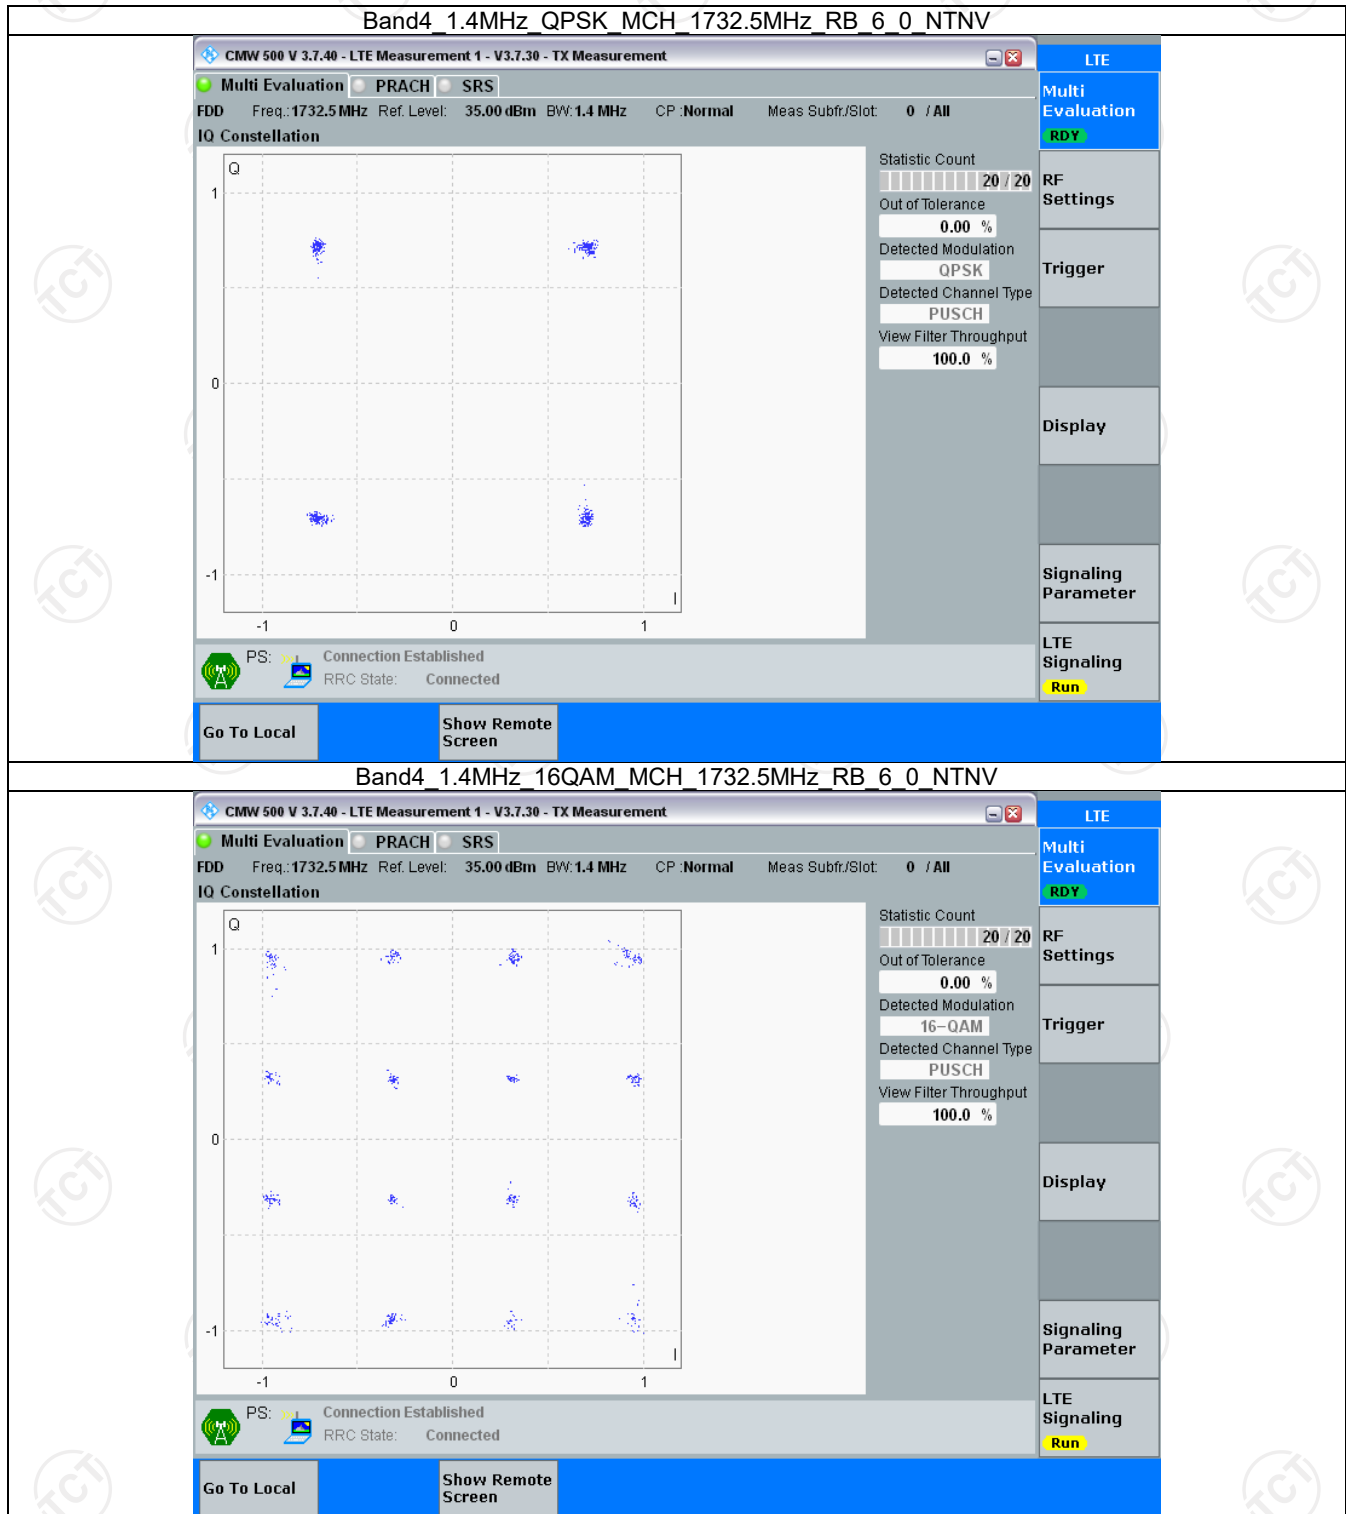 Band4_1.4MHz_QPSK_MCH_1732.5MHz_RB_6_0_NTNV
CMW 500 V 3.7.40 - LTE Measurement 1 - V3.7.30 - TX Measurement
LTE
Multi Evaluation PRACH SRS
Multi
Evaluation
RDY
FDD Freq.: 1732.5 MHz Ref. Level: 35.00 dBm BW: 1.4 MHz CP : Normal Meas Subfr./Slot: 0 / All
IQ Constellation
Q
1
0
-1
-1 0 1
I
Statistic Count
20 / 20
Out of Tolerance
0.00 %
Detected Modulation
QPSK
Detected Channel Type
PUSCH
View Filter Throughput
100.0 %
RF
Settings
Trigger
Display
Signaling
Parameter
LTE
Signaling
Run
PS: Connection Established
RRC State: Connected
Go To Local
Show Remote
Screen
Band4_1.4MHz_16QAM_MCH_1732.5MHz_RB_6_0_NTNV
CMW 500 V 3.7.40 - LTE Measurement 1 - V3.7.30 - TX Measurement
LTE
Multi Evaluation PRACH SRS
Multi
Evaluation
RDY
FDD Freq.: 1732.5 MHz Ref. Level: 35.00 dBm BW: 1.4 MHz CP : Normal Meas Subfr./Slot: 0 / All
IQ Constellation
Q
1
0
-1
-1 0 1
I
Statistic Count
20 / 20
Out of Tolerance
0.00 %
Detected Modulation
16-QAM
Detected Channel Type
PUSCH
View Filter Throughput
100.0 %
RF
Settings
Trigger
Display
Signaling
Parameter
LTE
Signaling
Run
PS: Connection Established
RRC State: Connected
Go To Local
Show Remote
Screen
TCT
TCT
TCT
TCT
TCT
TCT
TCT
TCT
TCT
TCT